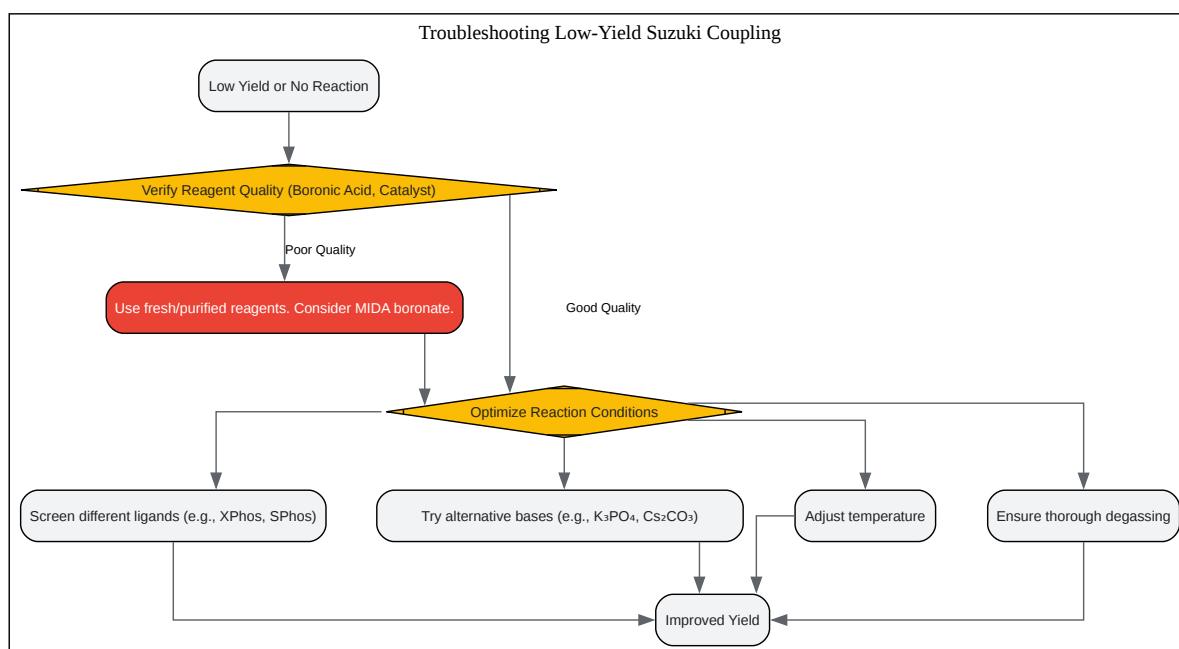 Troubleshooting Low-Yield Suzuki Coupling
Low Yield or No Reaction
Verify Reagent Quality (Boronic Acid, Catalyst)
Poor Quality
Use fresh/purified reagents. Consider MIDA boronate.
Good Quality
Optimize Reaction Conditions
Screen different ligands (e.g., XPhos, SPhos)
Try alternative bases (e.g., K₃PO₄, Cs₂CO₃)
Adjust temperature
Ensure thorough degassing
Improved Yield